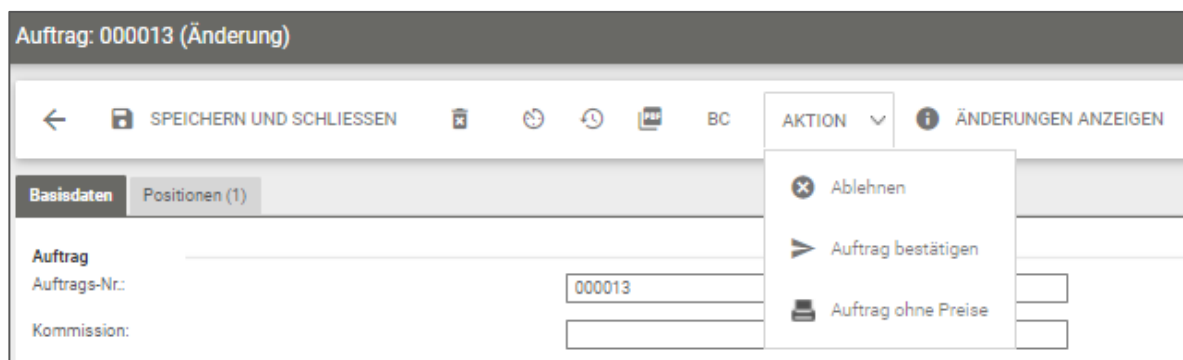 Auftrag: 000013 (Änderung)
SPEICHERN UND SCHLIESSEN PDF BC AKTION ÄNDERUNGEN ANZEIGEN
Basisdaten Positionen (1)
Ablehnen
Auftrag bestätigen
Auftrag ohne Preise
Auftrag
Auftrags-Nr.: 000013
Kommission: